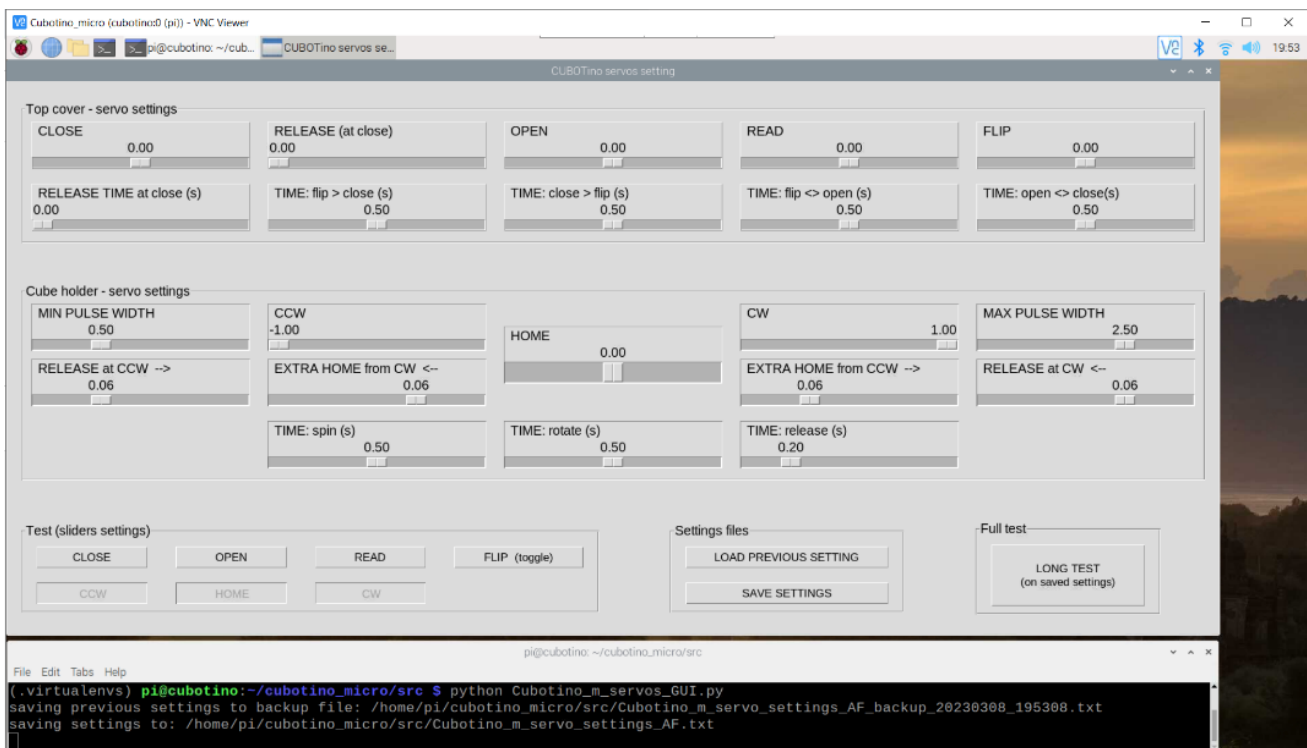 Cubotino_micro (cubotino:0 (pi)) - VNC Viewer
pi@cubotino: ~/cub... CUBOTino servos se... 19:53
CUBOTino servos setting
Top cover - servo settings
CLOSE RELEASE (at close) OPEN READ FLIP
0.00 0.00 0.00 0.00 0.00
RELEASE TIME at close (s) TIME: flip > close (s) TIME: close > flip (s) TIME: flip <> open (s) TIME: open <> close(s)
0.00 0.50 0.50 0.50 0.50
Cube holder - servo settings
MIN PULSE WIDTH CCW HOME CW MAX PULSE WIDTH
0.50 -1.00 0.00 1.00 2.50
RELEASE at CCW --> EXTRA HOME from CW <-- EXTRA HOME from CCW --> RELEASE at CW <--
0.06 0.06 0.06 0.06
TIME: spin (s) TIME: rotate (s) TIME: release (s)
0.50 0.50 0.20
Test (sliders settings) Settings files Full test
CLOSE OPEN READ FLIP (toggle) LOAD PREVIOUS SETTING LONG TEST
(on saved settings)
CCW HOME CW SAVE SETTINGS
pi@cubotino: ~/cubotino_micro/src
File Edit Tabs Help
(.virtualenvs) pi@cubotino:~/cubotino_micro/src $ python Cubotino_m_servos_GUI.py
saving previous settings to backup file: /home/pi/cubotino_micro/src/Cubotino_m_servo_settings_AF_backup_20230308_195308.txt
saving settings to: /home/pi/cubotino_micro/src/Cubotino_m_servo_settings_AF.txt